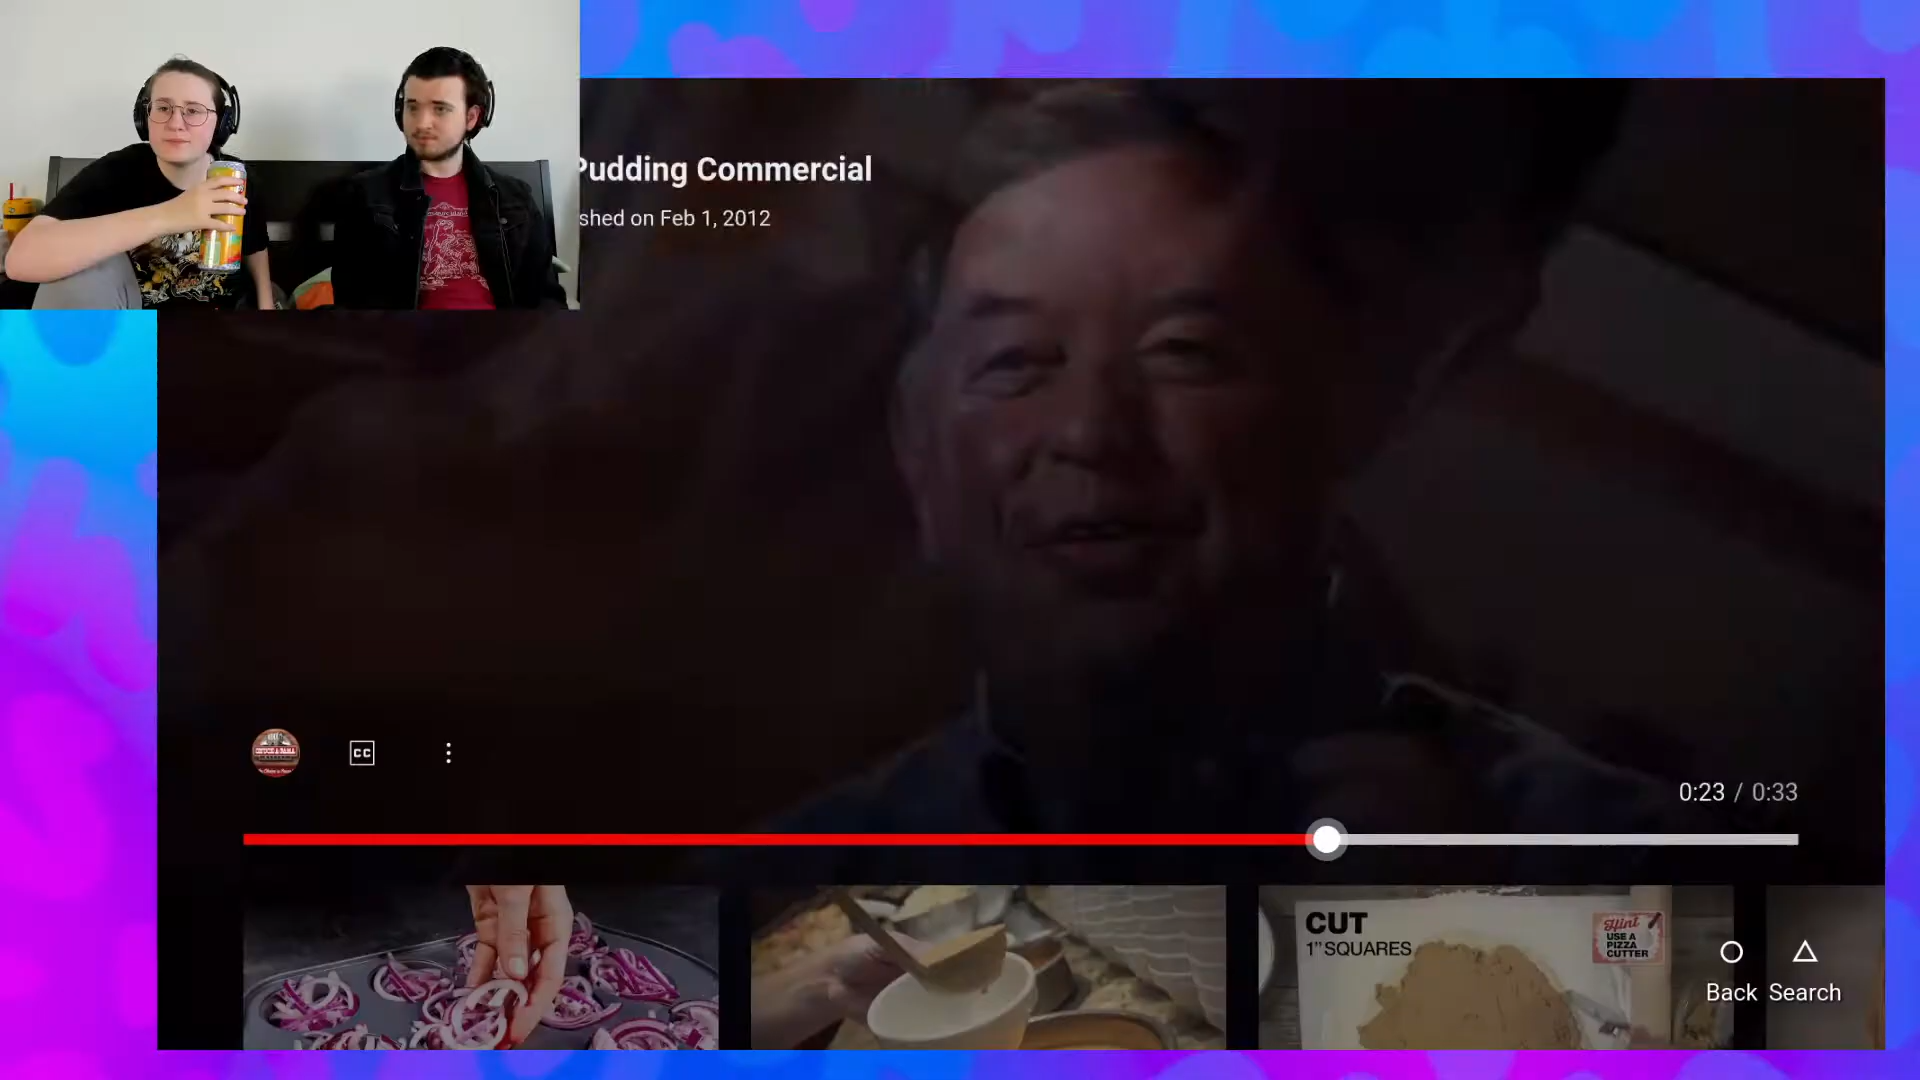 Pudding Commercial
shed on Feb 1, 2012
CC
0:23 / 0:33
CUT
1" SQUARES
Hint
USE A
PIZZA
CUTTER
Back Search